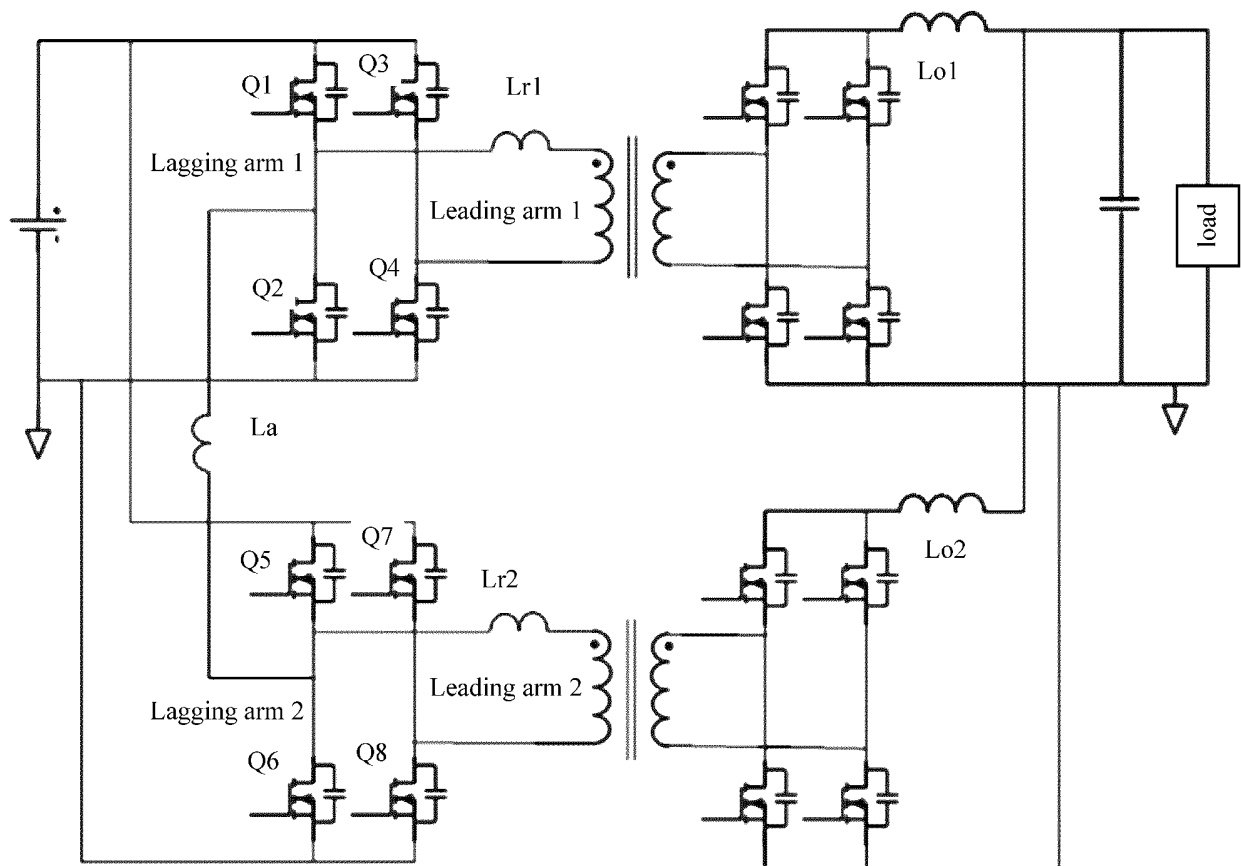 Q1
Q3
Lr1
Lo1
Lagging arm 1
Leading arm 1
load
Q2
Q4
La
Q5
Q7
Lr2
Lo2
Leading arm 2
Lagging arm 2
Q6
Q8